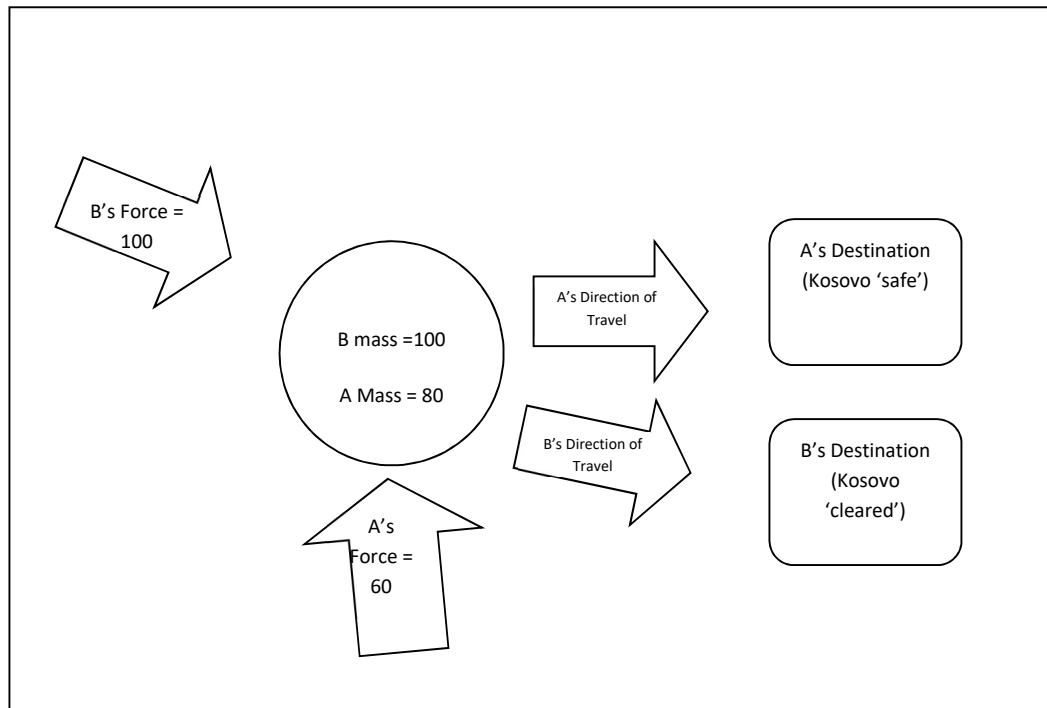 B’s Force =
100
B mass =100
A Mass = 80
A’s
Force =
60
A’s Direction of
Travel
B’s Direction of
Travel
A’s Destination
(Kosovo ‘safe’)
B’s Destination
(Kosovo
‘cleared’)